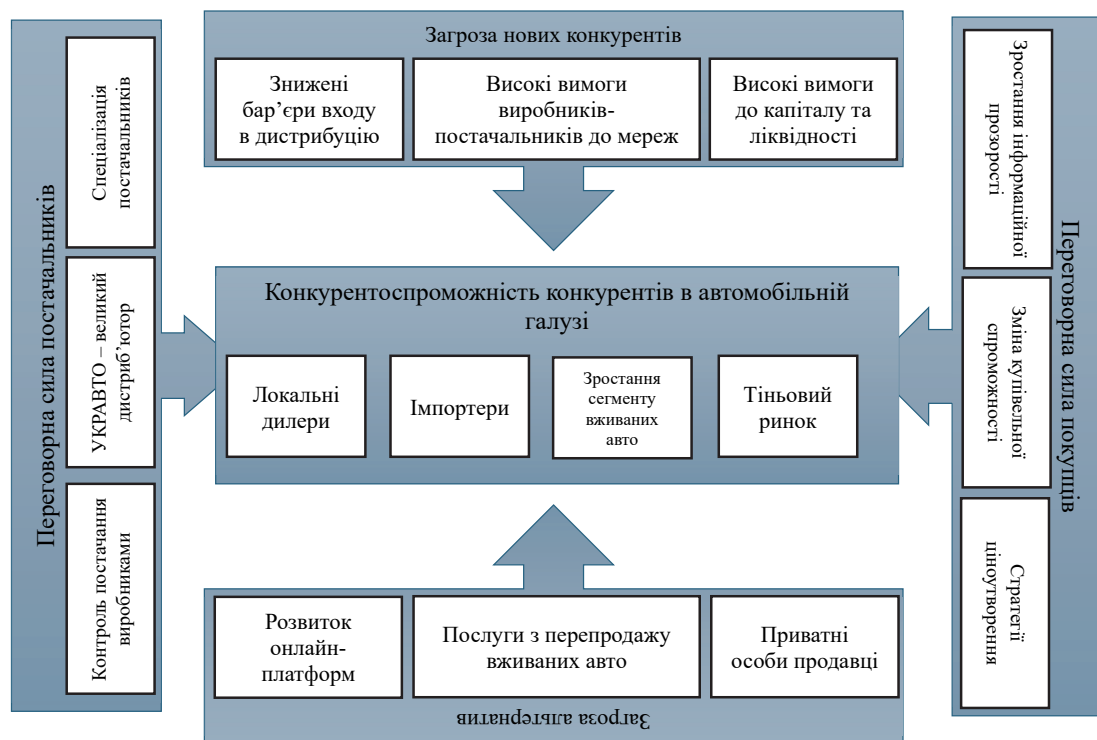 Загроза нових конкурентів
Знижені
бар’єри входу
в дистрибуцію
Високі вимоги
виробників-
постачальників до мереж
Високі вимоги
до капіталу та
ліквідності
Переговорна сила постачальників
Спеціалізація
постачальників
УКРАВТО – великий
дистриб’ютор
Контроль постачання
виробниками
Конкурентоспроможність конкурентів в автомобільній
галузі
Локальні
дилери
Імпортери
Зростання
сегменту
вживаних
авто
Тіньовий
ринок
Зростання інформаційної
прозорості
Зміна купівельної
спроможності
Стратегії
ціноутворення
Переговорна сила покупців
Розвиток
онлайн-
платформ
Послуги з перепродажу
вживаних авто
Приватні
особи продавці
Загроза альтернатив